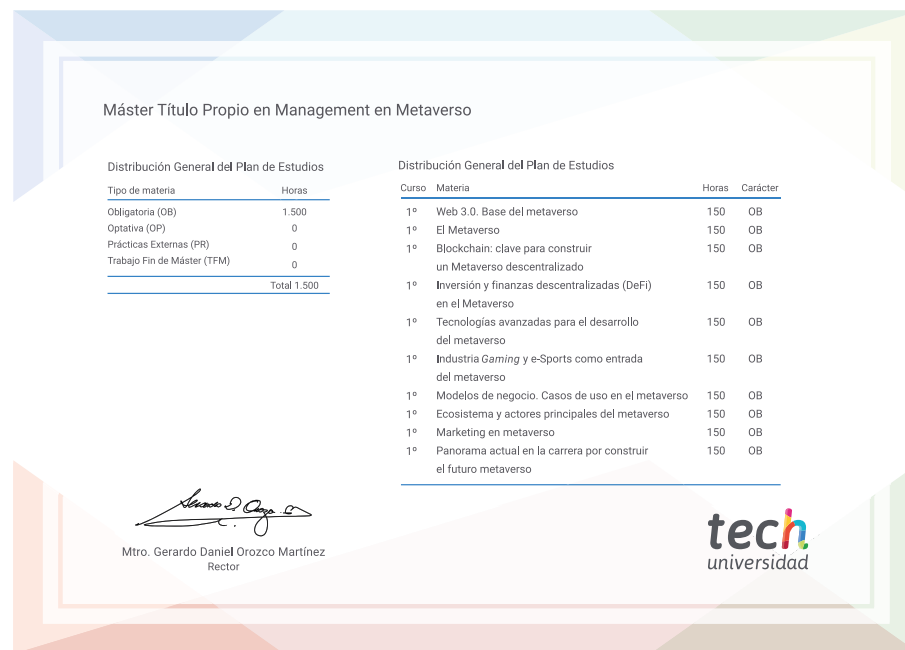 Máster Título Propio en Management en Metaverso
Distribución General del Plan de Estudios
Tipo de materia Horas
Obligatoria (OB) 1.500
Optativa (OP) 0
Prácticas Externas (PR) 0
Trabajo Fin de Máster (TFM) 0
Total 1.500
Distribución General del Plan de Estudios
Curso Materia Horas Carácter
1º Web 3.0. Base del metaverso 150 OB
1º El Metaverso 150 OB
1º Blockchain: clave para construir 150 OB
un Metaverso descentralizado
1º Inversión y finanzas descentralizadas (DeFi) 150 OB
en el Metaverso
1º Tecnologías avanzadas para el desarrollo 150 OB
del metaverso
1º Industria Gaming y e-Sports como entrada 150 OB
del metaverso
1º Modelos de negocio. Casos de uso en el metaverso 150 OB
1º Ecosistema y actores principales del metaverso 150 OB
1º Marketing en metaverso 150 OB
1º Panorama actual en la carrera por construir 150 OB
el futuro metaverso
Mtro. Gerardo Daniel Orozco Martínez
Rector
tech
universidad